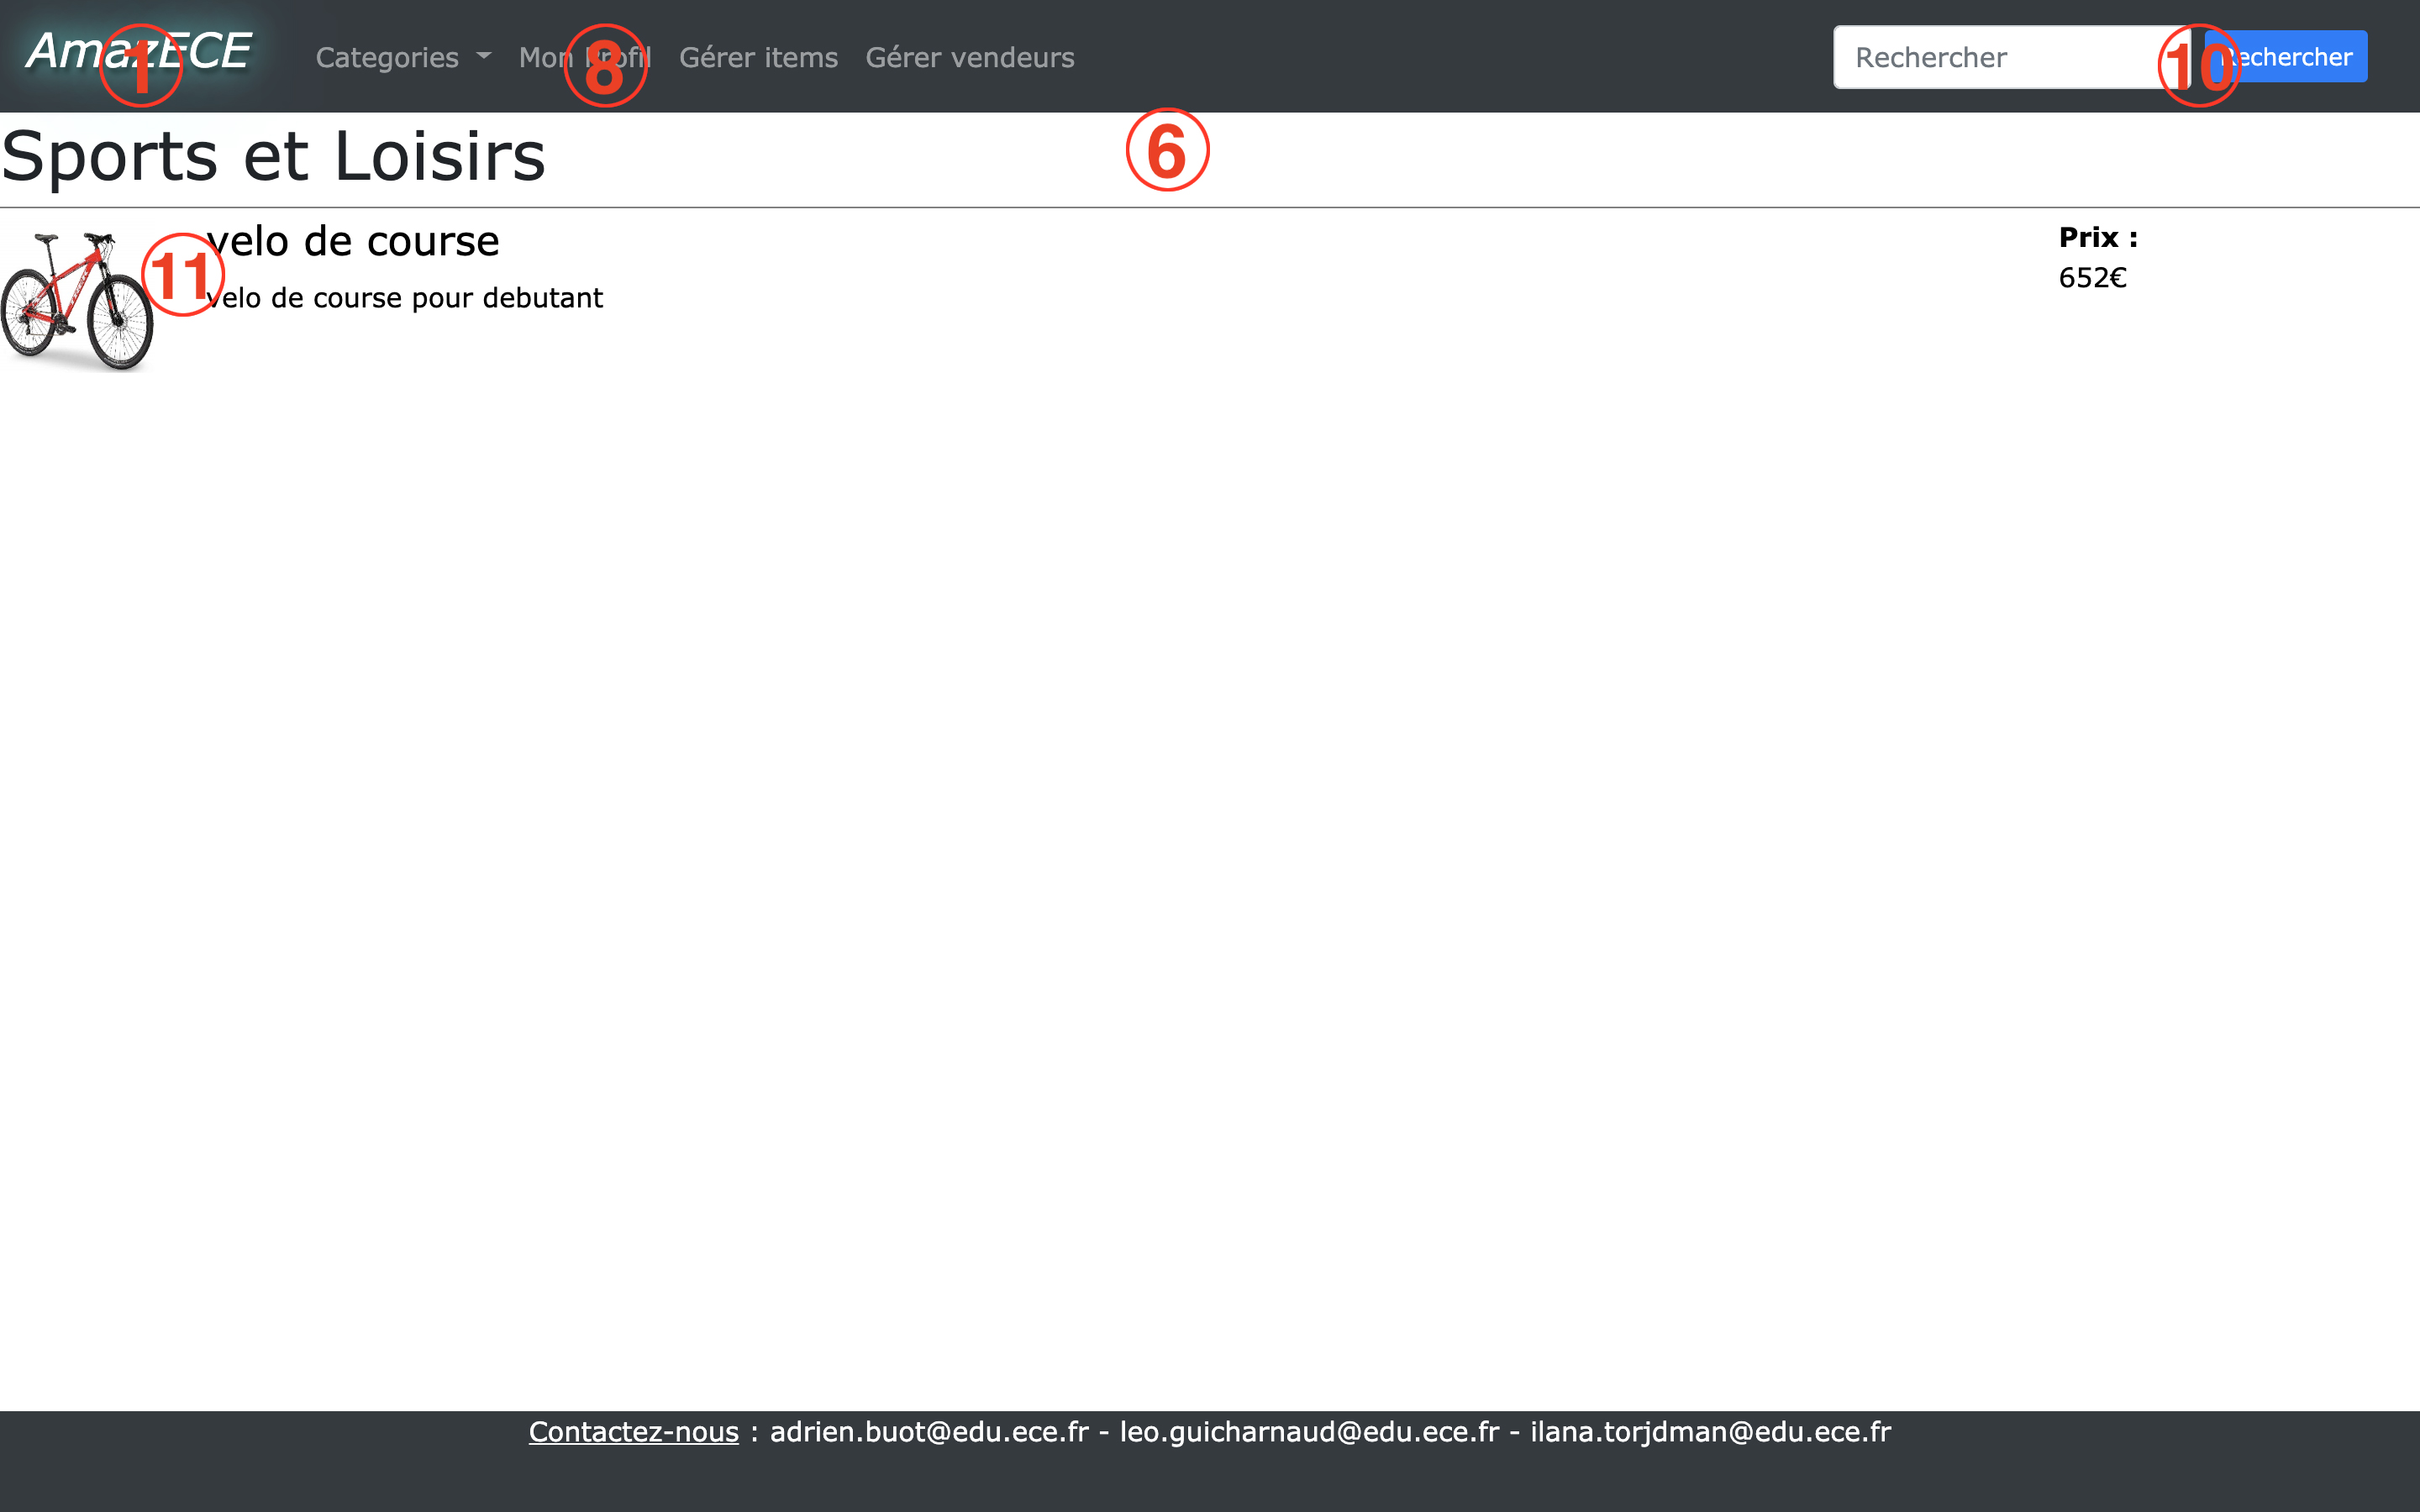 AmazECE
1
Categories
Mon Profil
8
Gérer items
Gérer vendeurs
Rechercher
10
Rechercher
Sports et Loisirs
6
11
velo de course
velo de course pour debutant
Prix :
652€
Contactez-nous : adrien.buot@edu.ece.fr - leo.guicharnaud@edu.ece.fr - ilana.torjdman@edu.ece.fr